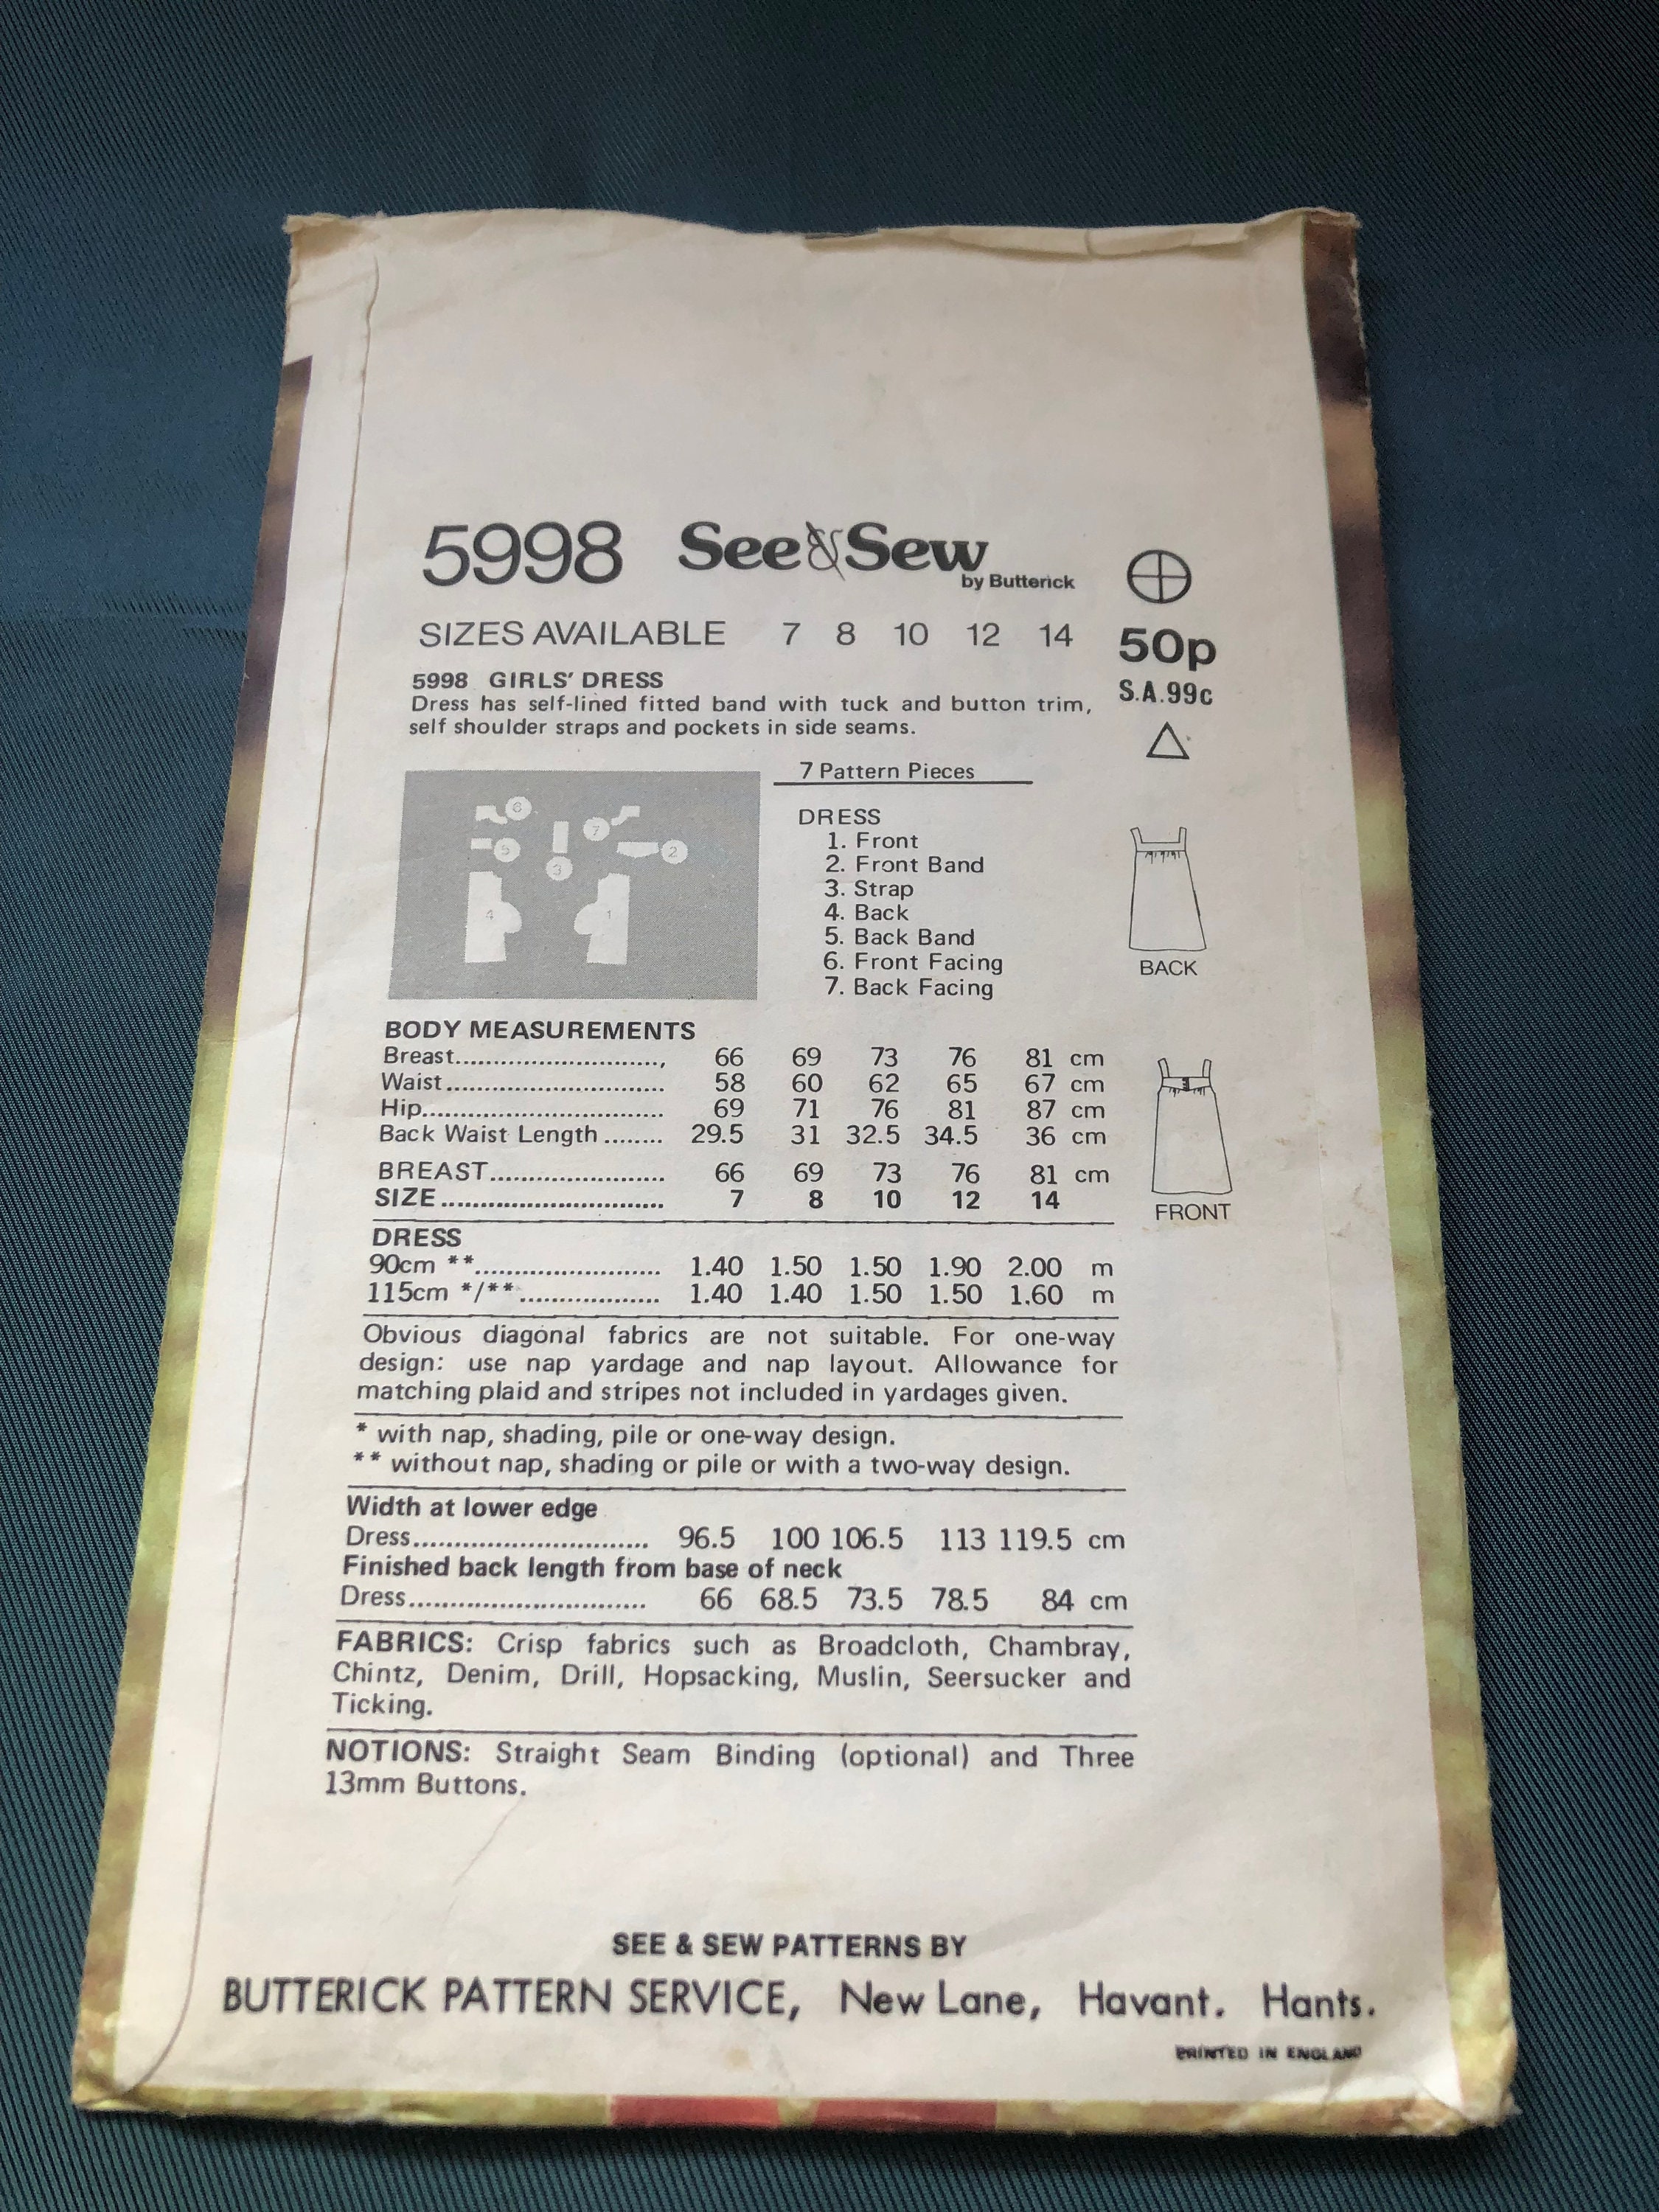 5998 See & Sew
by Butterick
SIZES AVAILABLE 7 8 10 12 14
50p
S.A.99c
5998 GIRLS' DRESS
Dress has self-lined fitted band with tuck and button trim,
self shoulder straps and pockets in side seams.
7 Pattern Pieces
6
7
5
2
3
4
1
DRESS
1. Front
2. Front Band
3. Strap
4. Back
5. Back Band
6. Front Facing
7. Back Facing
BACK
FRONT
BODY MEASUREMENTS
Breast............................, 66 69 73 76 81 cm
Waist............................. 58 60 62 65 67 cm
Hip................................ 69 71 76 81 87 cm
Back Waist Length ........ 29.5 31 32.5 34.5 36 cm
BREAST....................... 66 69 73 76 81 cm
SIZE.............................. 7 8 10 12 14
DRESS
90cm **......................... 1.40 1.50 1.50 1.90 2.00 m
115cm */**................... 1.40 1.40 1.50 1.50 1.60 m
Obvious diagonal fabrics are not suitable. For one-way
design: use nap yardage and nap layout. Allowance for
matching plaid and stripes not included in yardages given.
* with nap, shading, pile or one-way design.
** without nap, shading or pile or with a two-way design.
Width at lower edge
Dress............................. 96.5 100 106.5 113 119.5 cm
Finished back length from base of neck
Dress............................. 66 68.5 73.5 78.5 84 cm
FABRICS: Crisp fabrics such as Broadcloth, Chambray,
Chintz, Denim, Drill, Hopsacking, Muslin, Seersucker and
Ticking.
NOTIONS: Straight Seam Binding (optional) and Three
13mm Buttons.
SEE & SEW PATTERNS BY
BUTTERICK PATTERN SERVICE, New Lane, Havant. Hants.
PRINTED IN ENGLAND